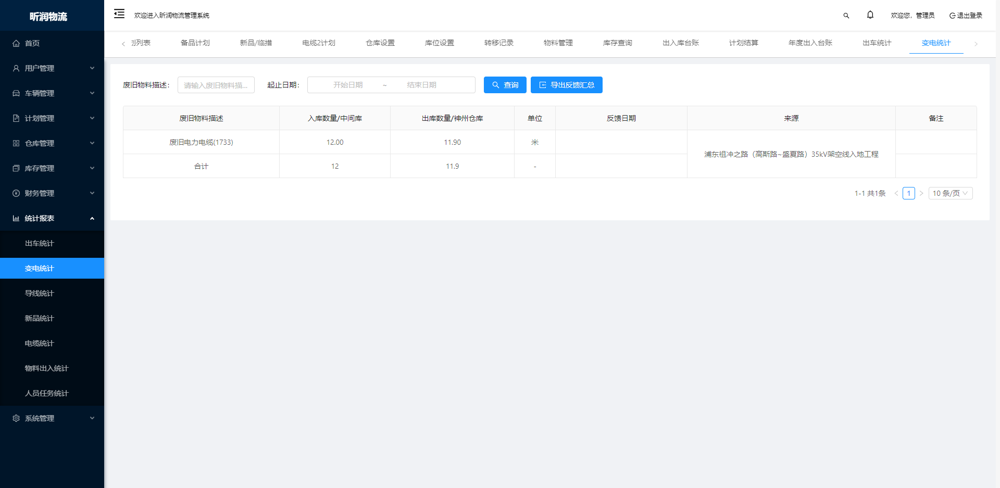 昕润物流
欢迎进入昕润物流管理系统
欢迎您，管理员
退出登录
首页
用户管理
车辆管理
计划管理
仓库管理
库存管理
财务管理
统计报表
出车统计
变电统计
导线统计
新品统计
电缆统计
物料出入统计
人员任务统计
系统管理
划列表 备品计划 新品/临措 电缆2计划 仓库设置 库位设置 转移记录 物料管理 库存查询 出入库台账 计划结算 年度出入台账 出车统计 变电统计
废旧物料描述： 请输入废旧物料描... 起止日期： 开始日期 ~ 结束日期 查询 导出反馈汇总
废旧物料描述 入库数量/中间库 出库数量/神州仓库 单位 反馈日期 来源 备注
废旧电力电缆(1733) 12.00 11.90 米
浦东祖冲之路（高斯路~盛夏路）35kV架空线入地工程
合计 12 11.9 -
1-1 共1条 < 1 > 10 条/页